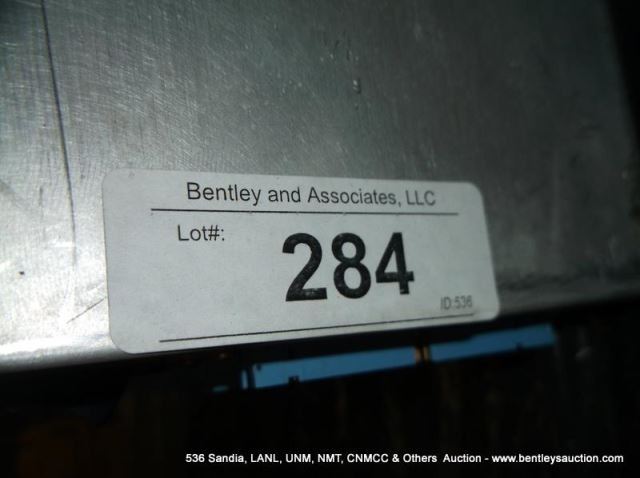 Bentley and Associates, LLC
Lot#:
284
ID:536
536 Sandia, LANL, UNM, NMT, CNMCC & Others Auction - www.bentleysauction.com